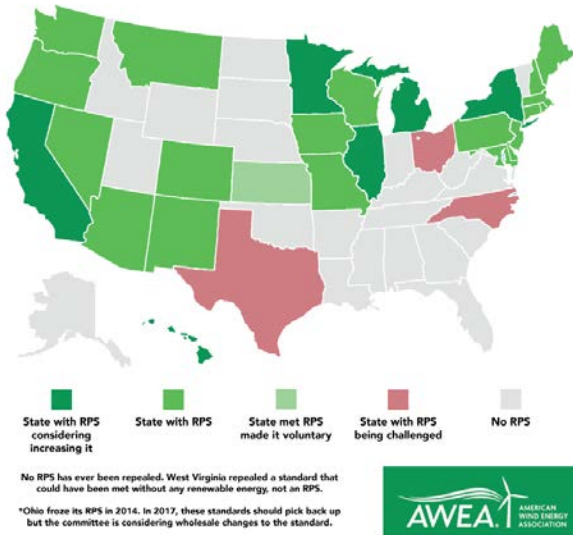 State with RPS
considering
increasing it
State with RPS
State met RPS
made it voluntary
State with RPS
being challenged
No RPS
No RPS has ever been repealed. West Virginia repealed a standard that
could have been met without any renewable energy, not an RPS.
*Ohio froze its RPS in 2014. In 2017, these standards should pick back up
but the committee is considering wholesale changes to the standard.
AWEA.
AMERICAN
WIND ENERGY
ASSOCIATION